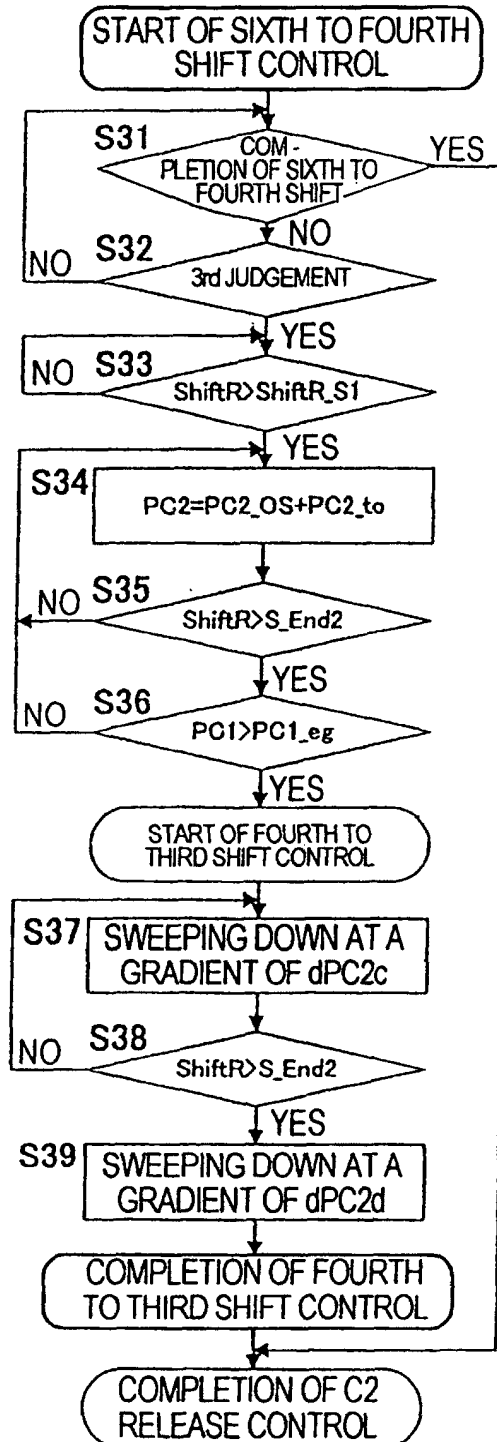 START OF SIXTH TO FOURTH
SHIFT CONTROL
S31
COM -
PLETION OF SIXTH TO
FOURTH SHIFT
YES
NO
S32
NO
3rd JUDGEMENT
YES
S33
NO
ShiftR>ShiftR_S1
YES
S34
PC2=PC2_OS+PC2_to
S35
NO
ShiftR>S_End2
YES
S36
NO
PC1>PC1_eg
YES
START OF FOURTH TO
THIRD SHIFT CONTROL
S37
SWEEPING DOWN AT A
GRADIENT OF dPC2c
S38
NO
ShiftR>S_End2
YES
S39
SWEEPING DOWN AT A
GRADIENT OF dPC2d
COMPLETION OF FOURTH
TO THIRD SHIFT CONTROL
COMPLETION OF C2
RELEASE CONTROL